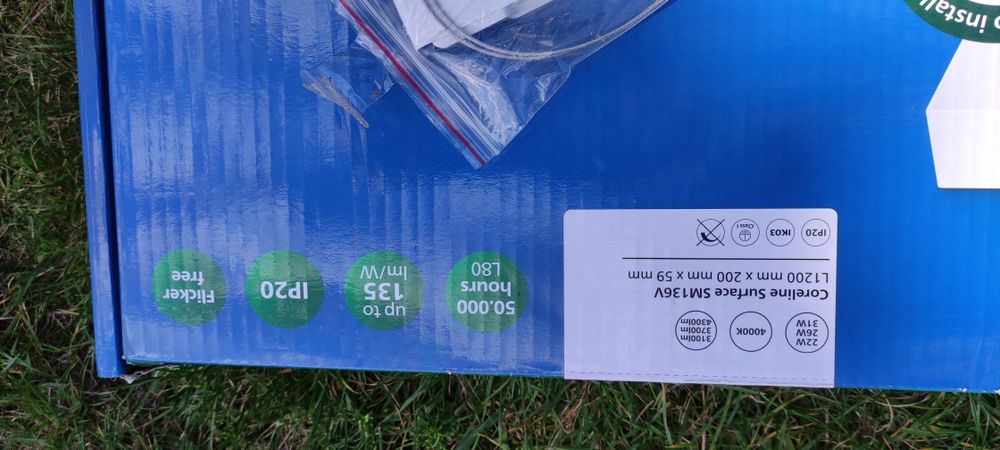 o install
22W
26W
31W
4000K
3100lm
3700lm
4300lm
Coreline Surface SM136V
L1200 mm x 200 mm x 59 mm
IP20
IK03
Class I
50.000
hours
L80
up to
135
lm/W
IP20
Flicker
free